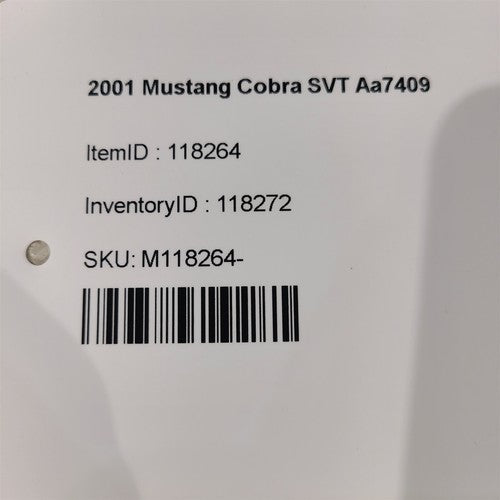 2001 Mustang Cobra SVT Aa7409
ItemID : 118264
InventoryID : 118272
SKU: M118264-